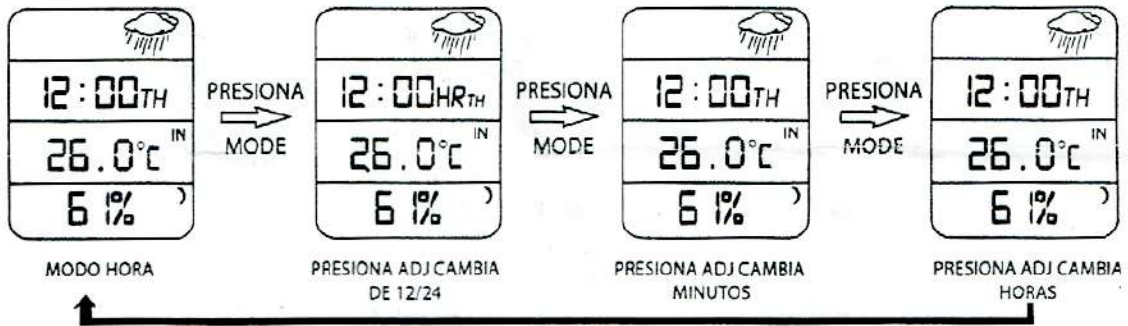 12:00TH
26.0°C IN
61%
MODO HORA
PRESIONA
MODE
12:00HRTH
26.0°C IN
61%
PRESIONA ADJ CAMBIA
DE 12/24
PRESIONA
MODE
12:00TH
26.0°C IN
61%
PRESIONA ADJ CAMBIA
MINUTOS
PRESIONA
MODE
12:00TH
26.0°C IN
61%
PRESIONA ADJ CAMBIA
HORAS